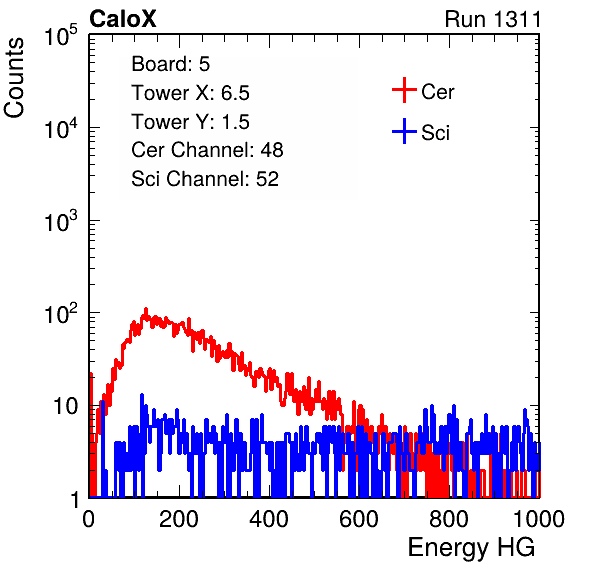 CaloX Run 1311
Board: 5
Tower X: 6.5
Tower Y: 1.5
Cer Channel: 48
Sci Channel: 52
Cer
Sci
Counts
10^5
10^4
10^3
10^2
10
1
0 200 400 600 800 1000
Energy HG